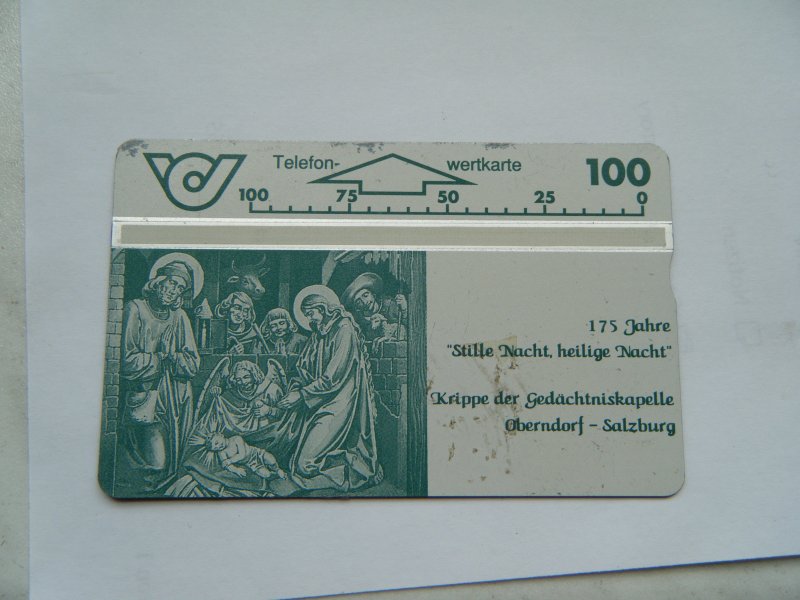 Telefon- wertkarte 100
100 75 50 25 0
175 Jahre
"Stille Nacht, heilige Nacht"
Krippe der Gedächtniskapelle
Oberndorf - Salzburg